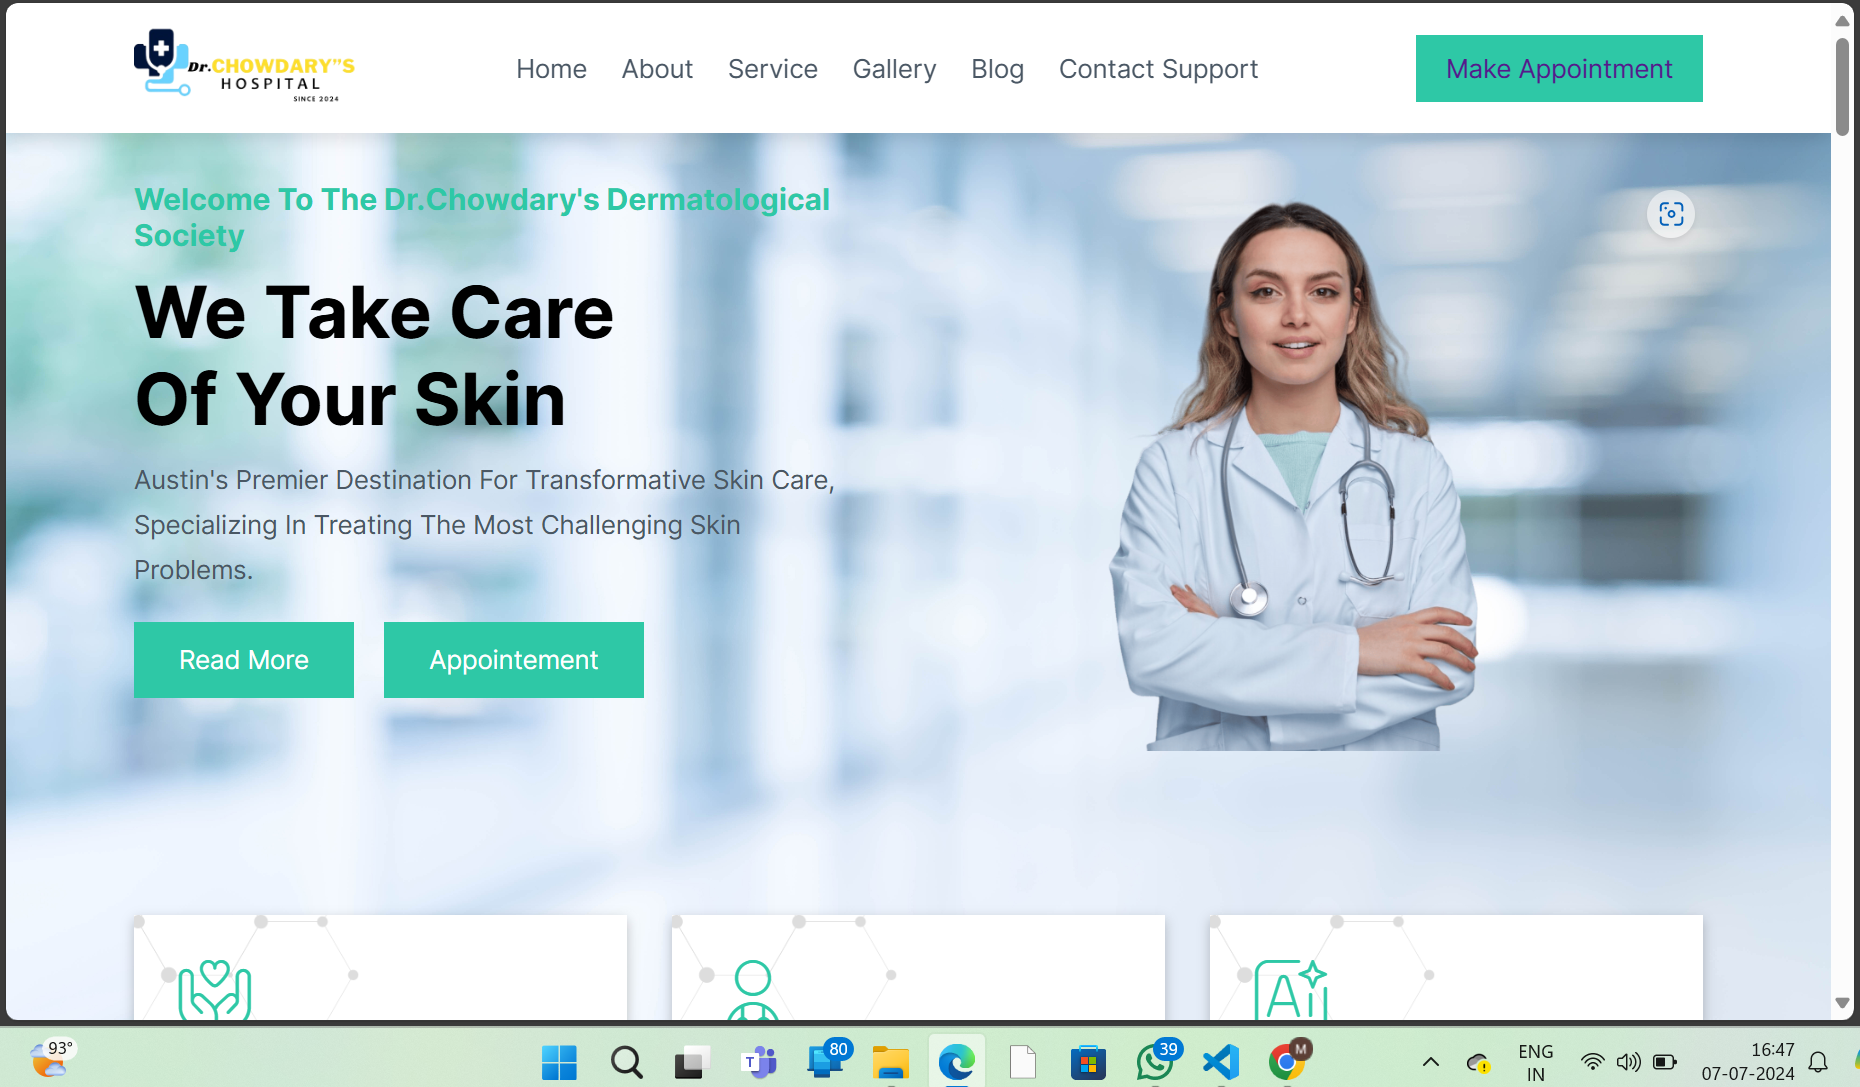 Dr.CHOWDARY"S
HOSPITAL
SINCE 2024
Home About Service Gallery Blog Contact Support
Make Appointment
Welcome To The Dr.Chowdary's Dermatological
Society
We Take Care
Of Your Skin
Austin's Premier Destination For Transformative Skin Care,
Specializing In Treating The Most Challenging Skin
Problems.
Read More
Appointement
Ai
93°
T
80
39
M
ENG
IN
16:47
07-07-2024